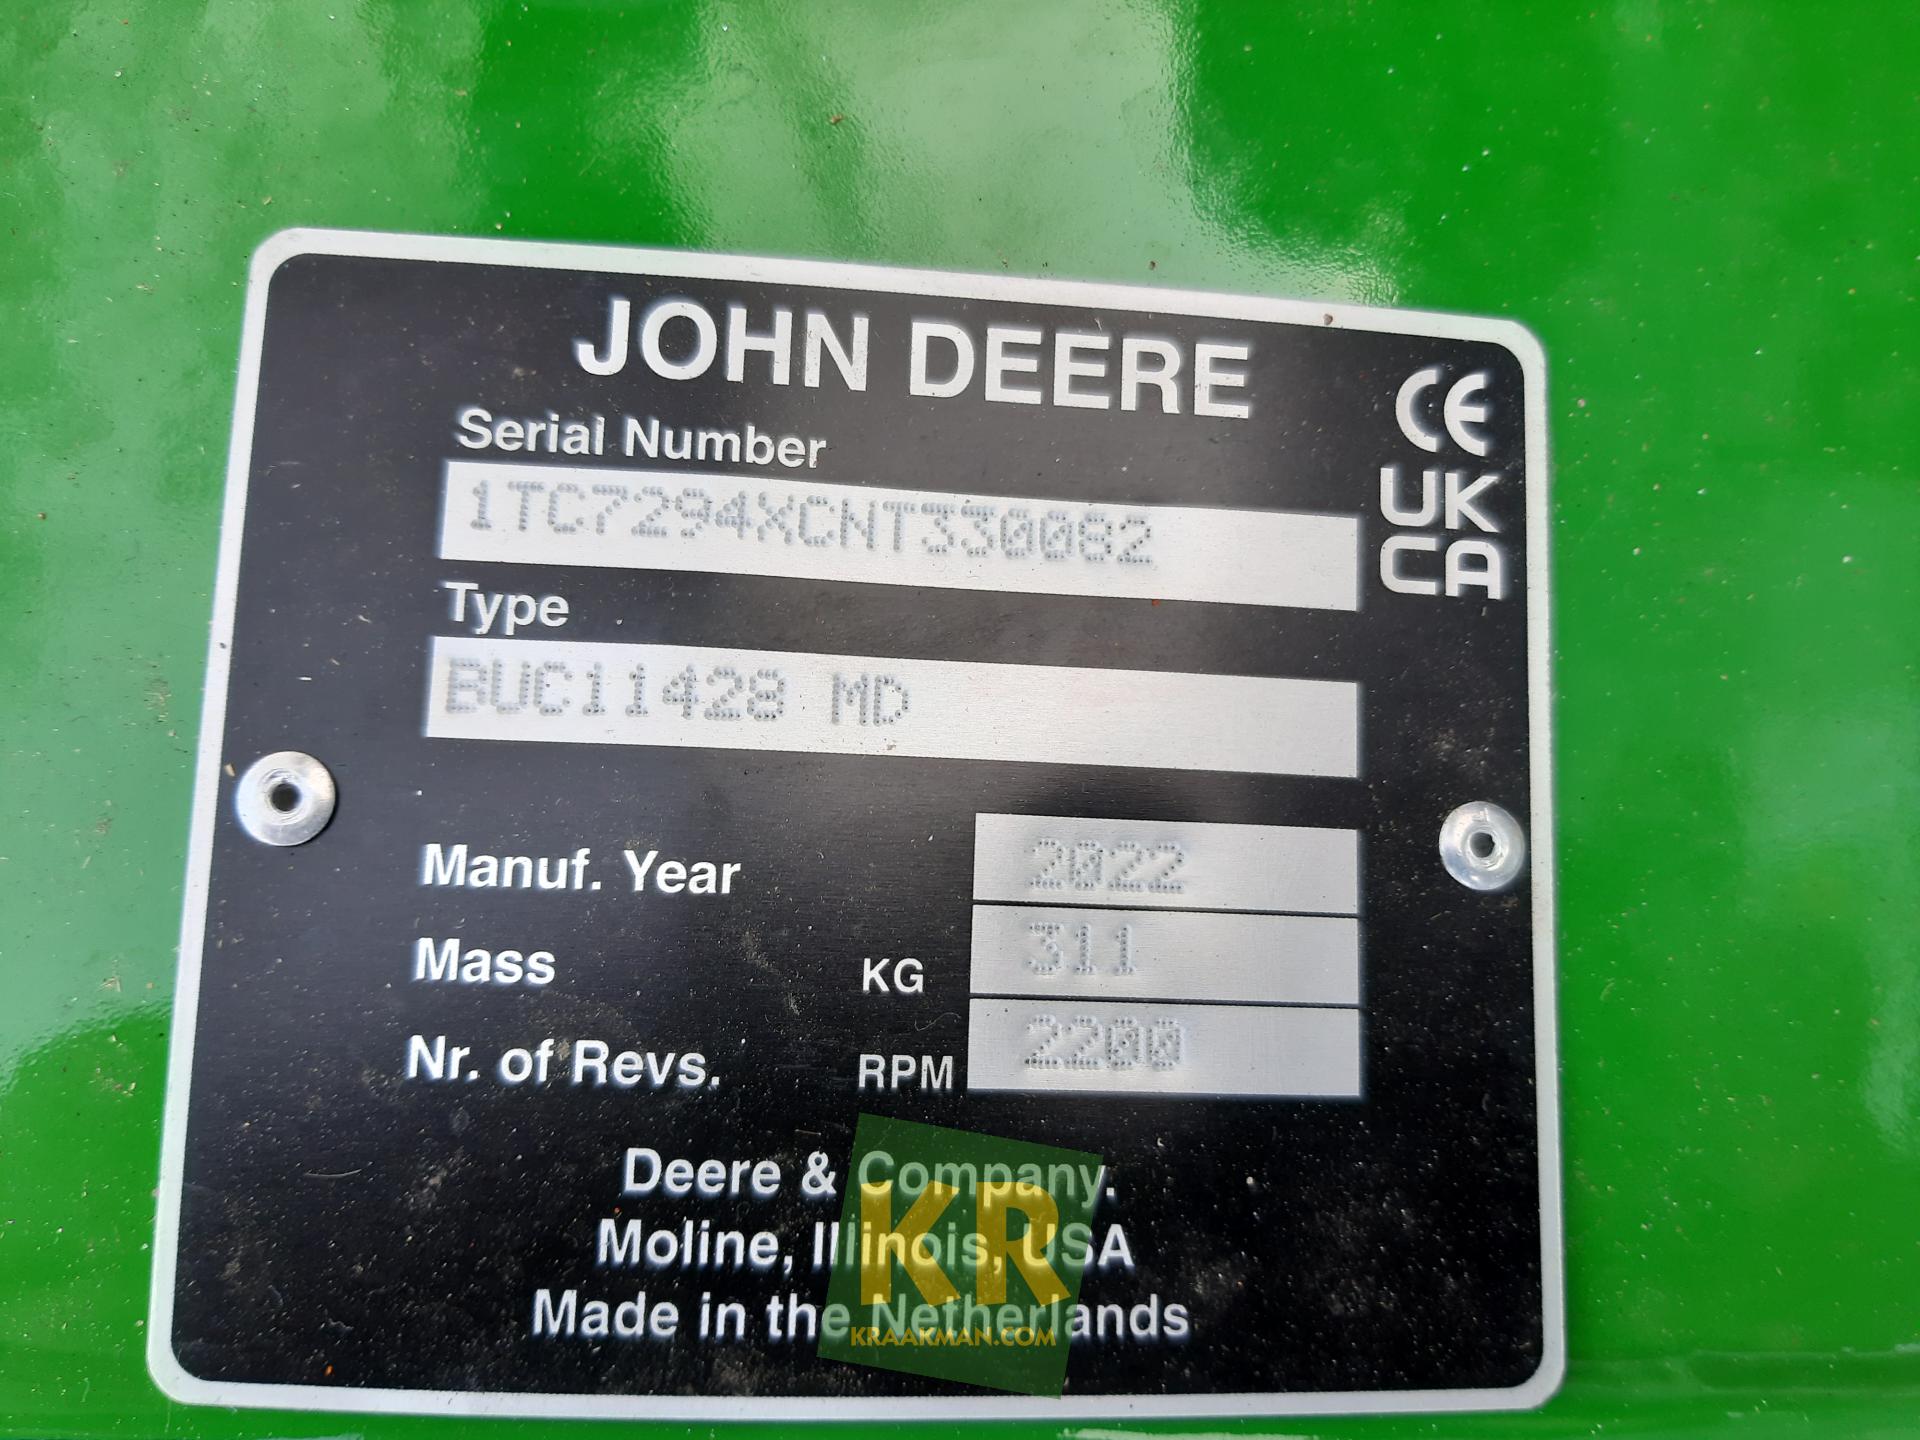 JOHN DEERE
CE
Serial Number
1TC7294XCNT330082
UK
CA
Type
BUC11428 MD
Manuf. Year 2022
Mass KG 311
Nr. of Revs. RPM 2200
Deere & Company.
Moline, Illinois, USA
Made in the Netherlands
KR
KRAAKMAN.COM